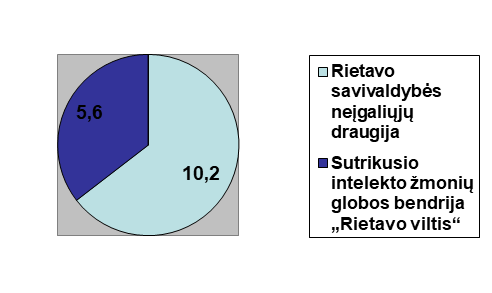 5,6
10,2
Rietavo
savivaldybės
neįgaliųjų
draugija
Sutrikusio
intelekto žmonių
globos bendrija
„Rietavo viltis“